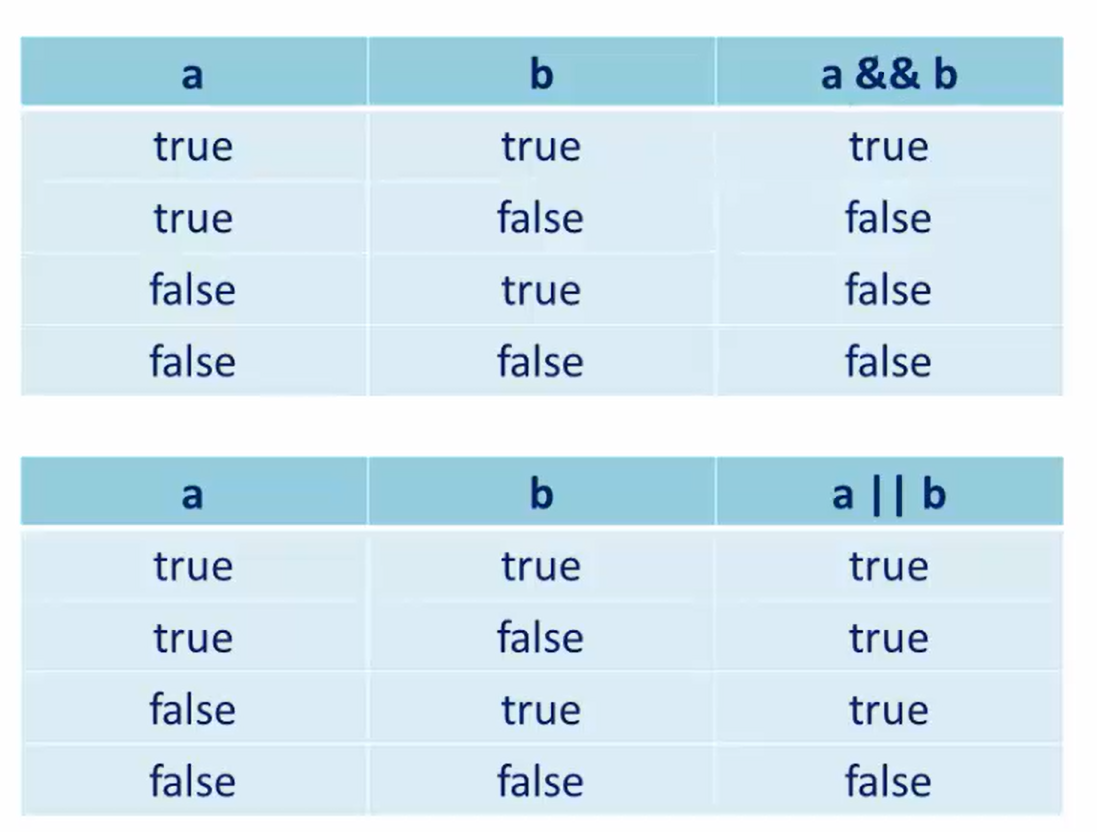 a b a && b
true true true
true false false
false true false
false false false
a b a || b
true true true
true false true
false true true
false false false